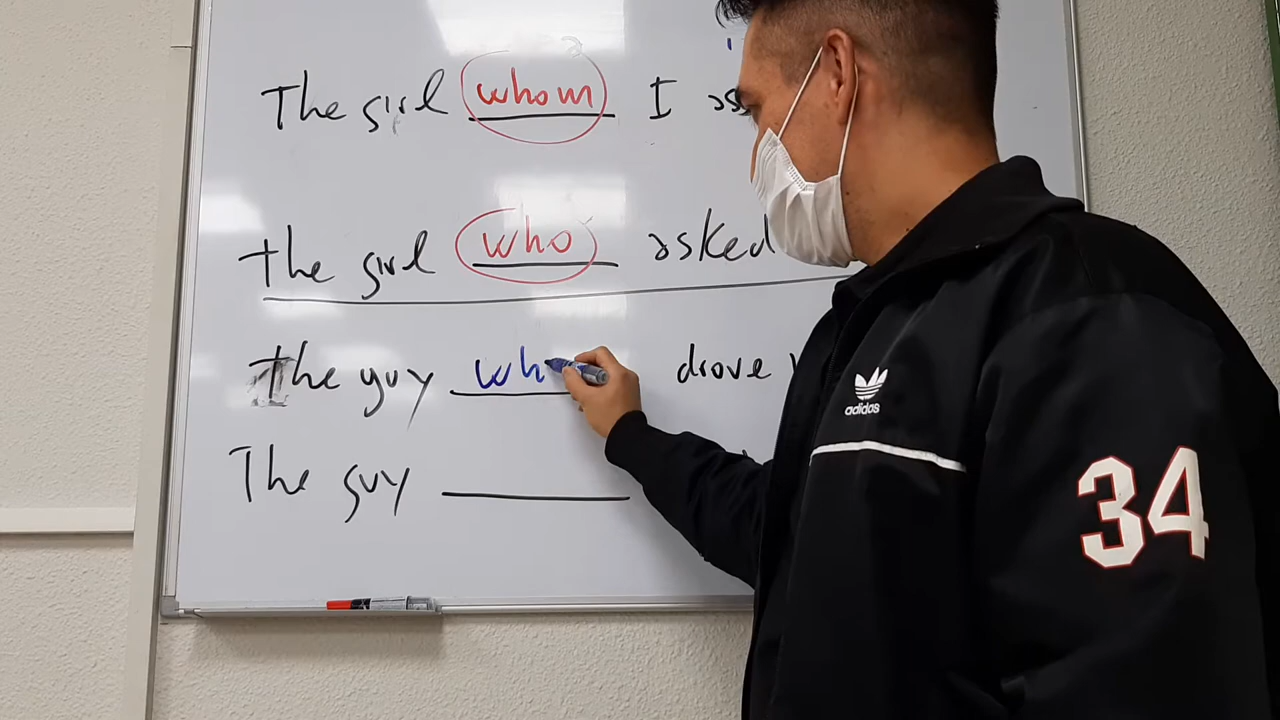 The girl whom I
the girl who asked
the guy wh drove
The guy
adidas
34